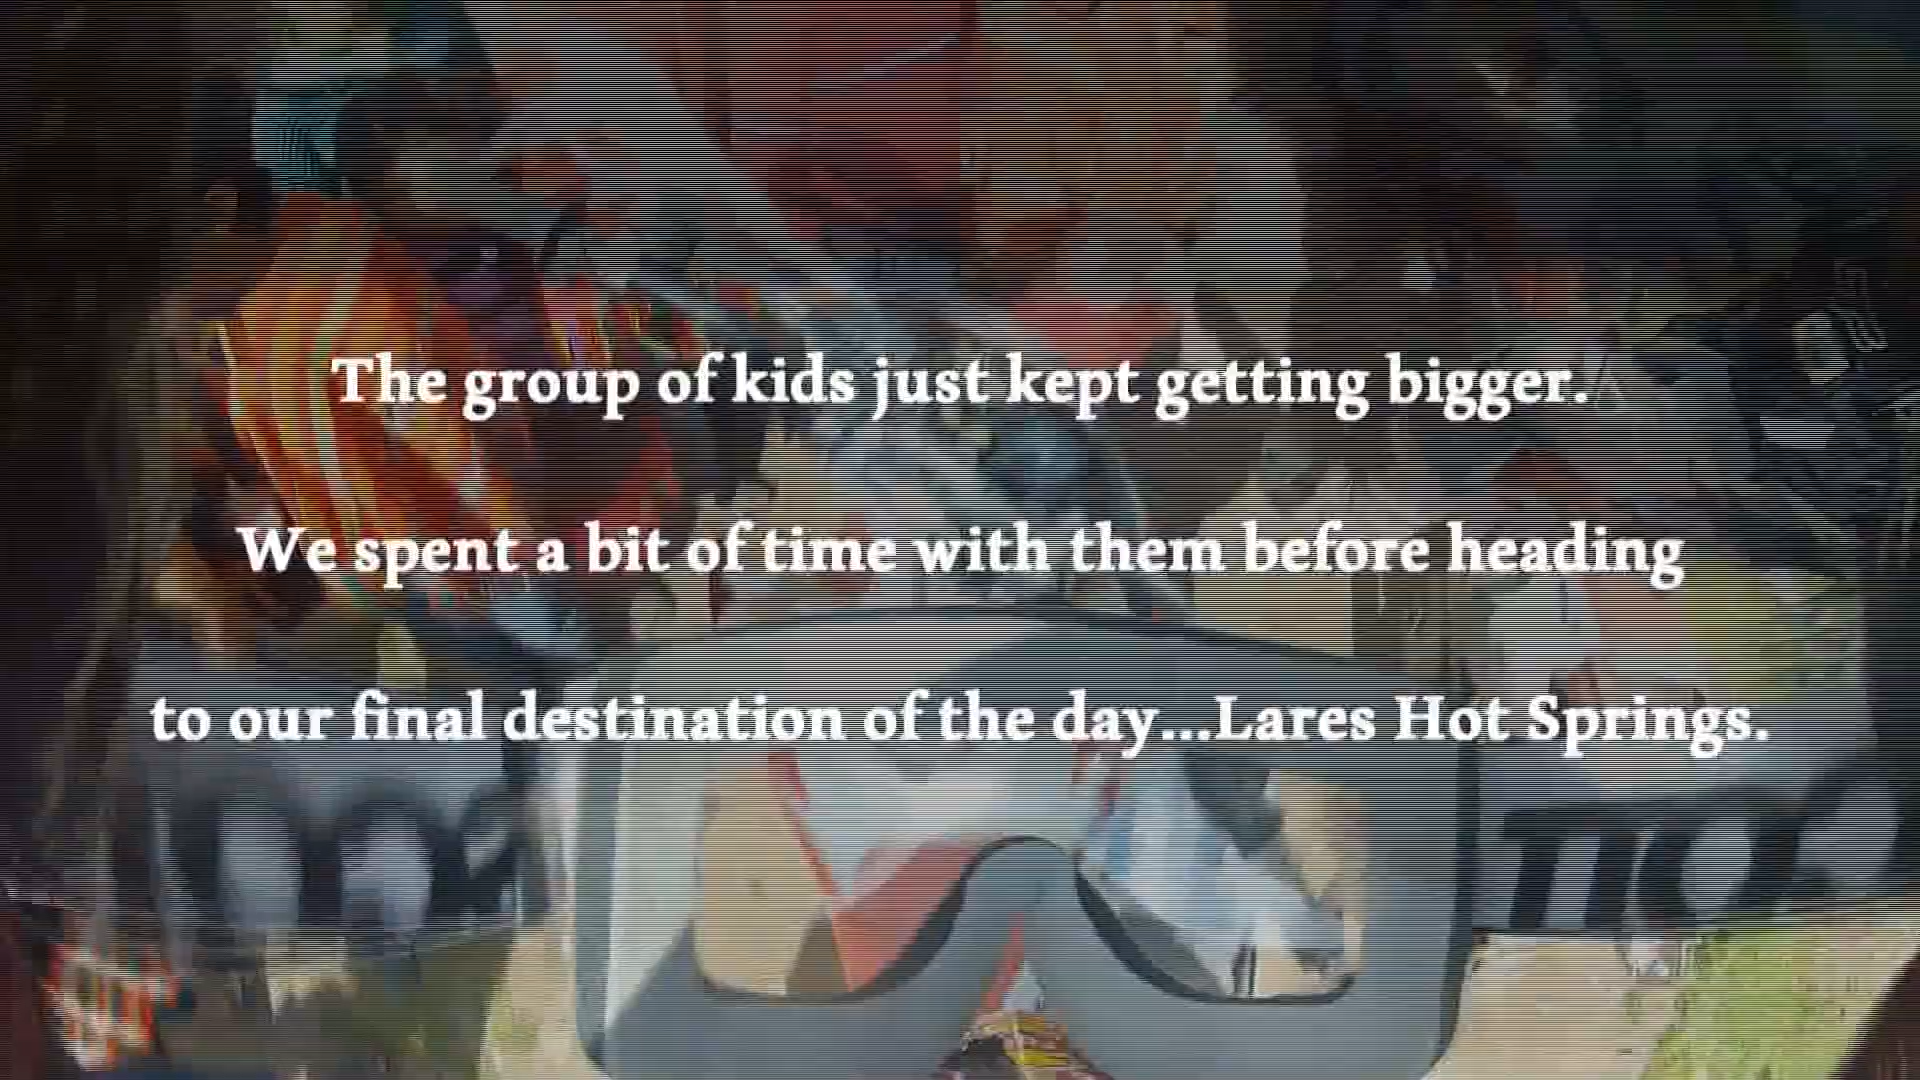 The group of kids just kept getting bigger.
We spent a bit of time with them before heading
to our final destination of the day...Lares Hot Springs.